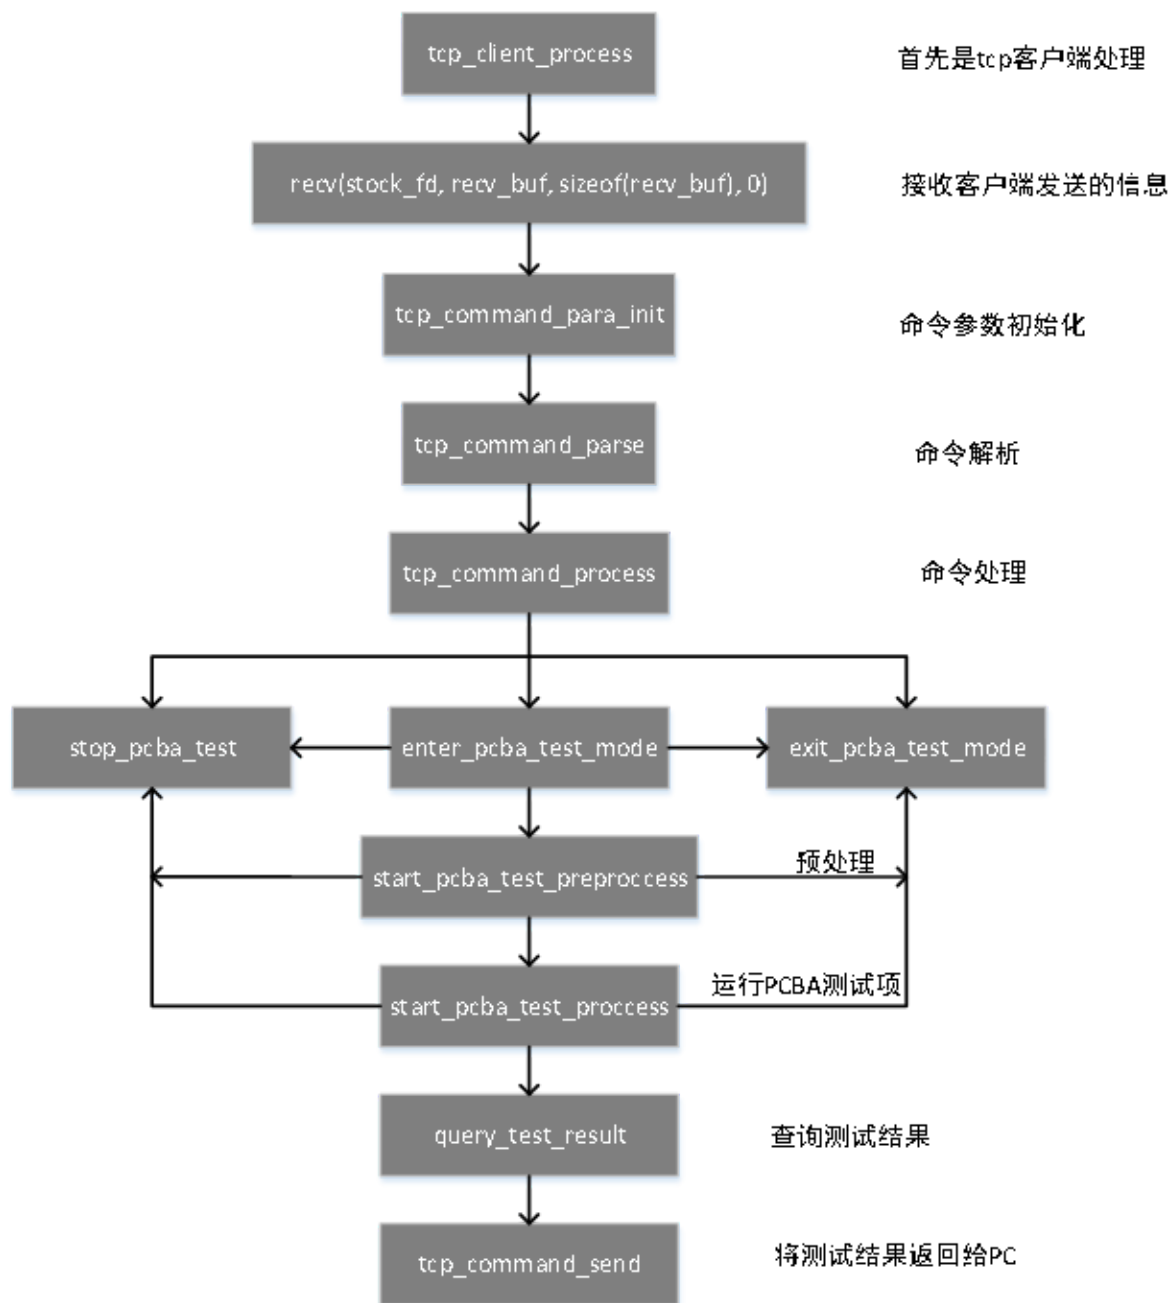 tcp_client_process
首先是tcp客户端处理
recv(stock_fd, recv_buf, sizeof(recv_buf), 0)
接收客户端发送的信息
tcp_command_para_init
命令参数初始化
tcp_command_parse
命令解析
tcp_command_process
命令处理
stop_pcba_test
enter_pcba_test_mode
exit_pcba_test_mode
start_pcba_test_preproccess
预处理
start_pcba_test_proccess
运行PCBA测试项
query_test_result
查询测试结果
tcp_command_send
将测试结果返回给PC